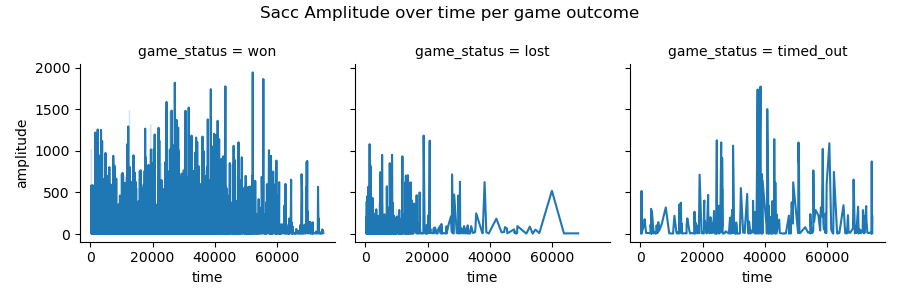 Sacc Amplitude over time per game outcome
game_status = won
game_status = lost
game_status = timed_out
amplitude
2000
1500
1000
500
0
0 20000 40000 60000
0 20000 40000 60000
0 20000 40000 60000
time
time
time